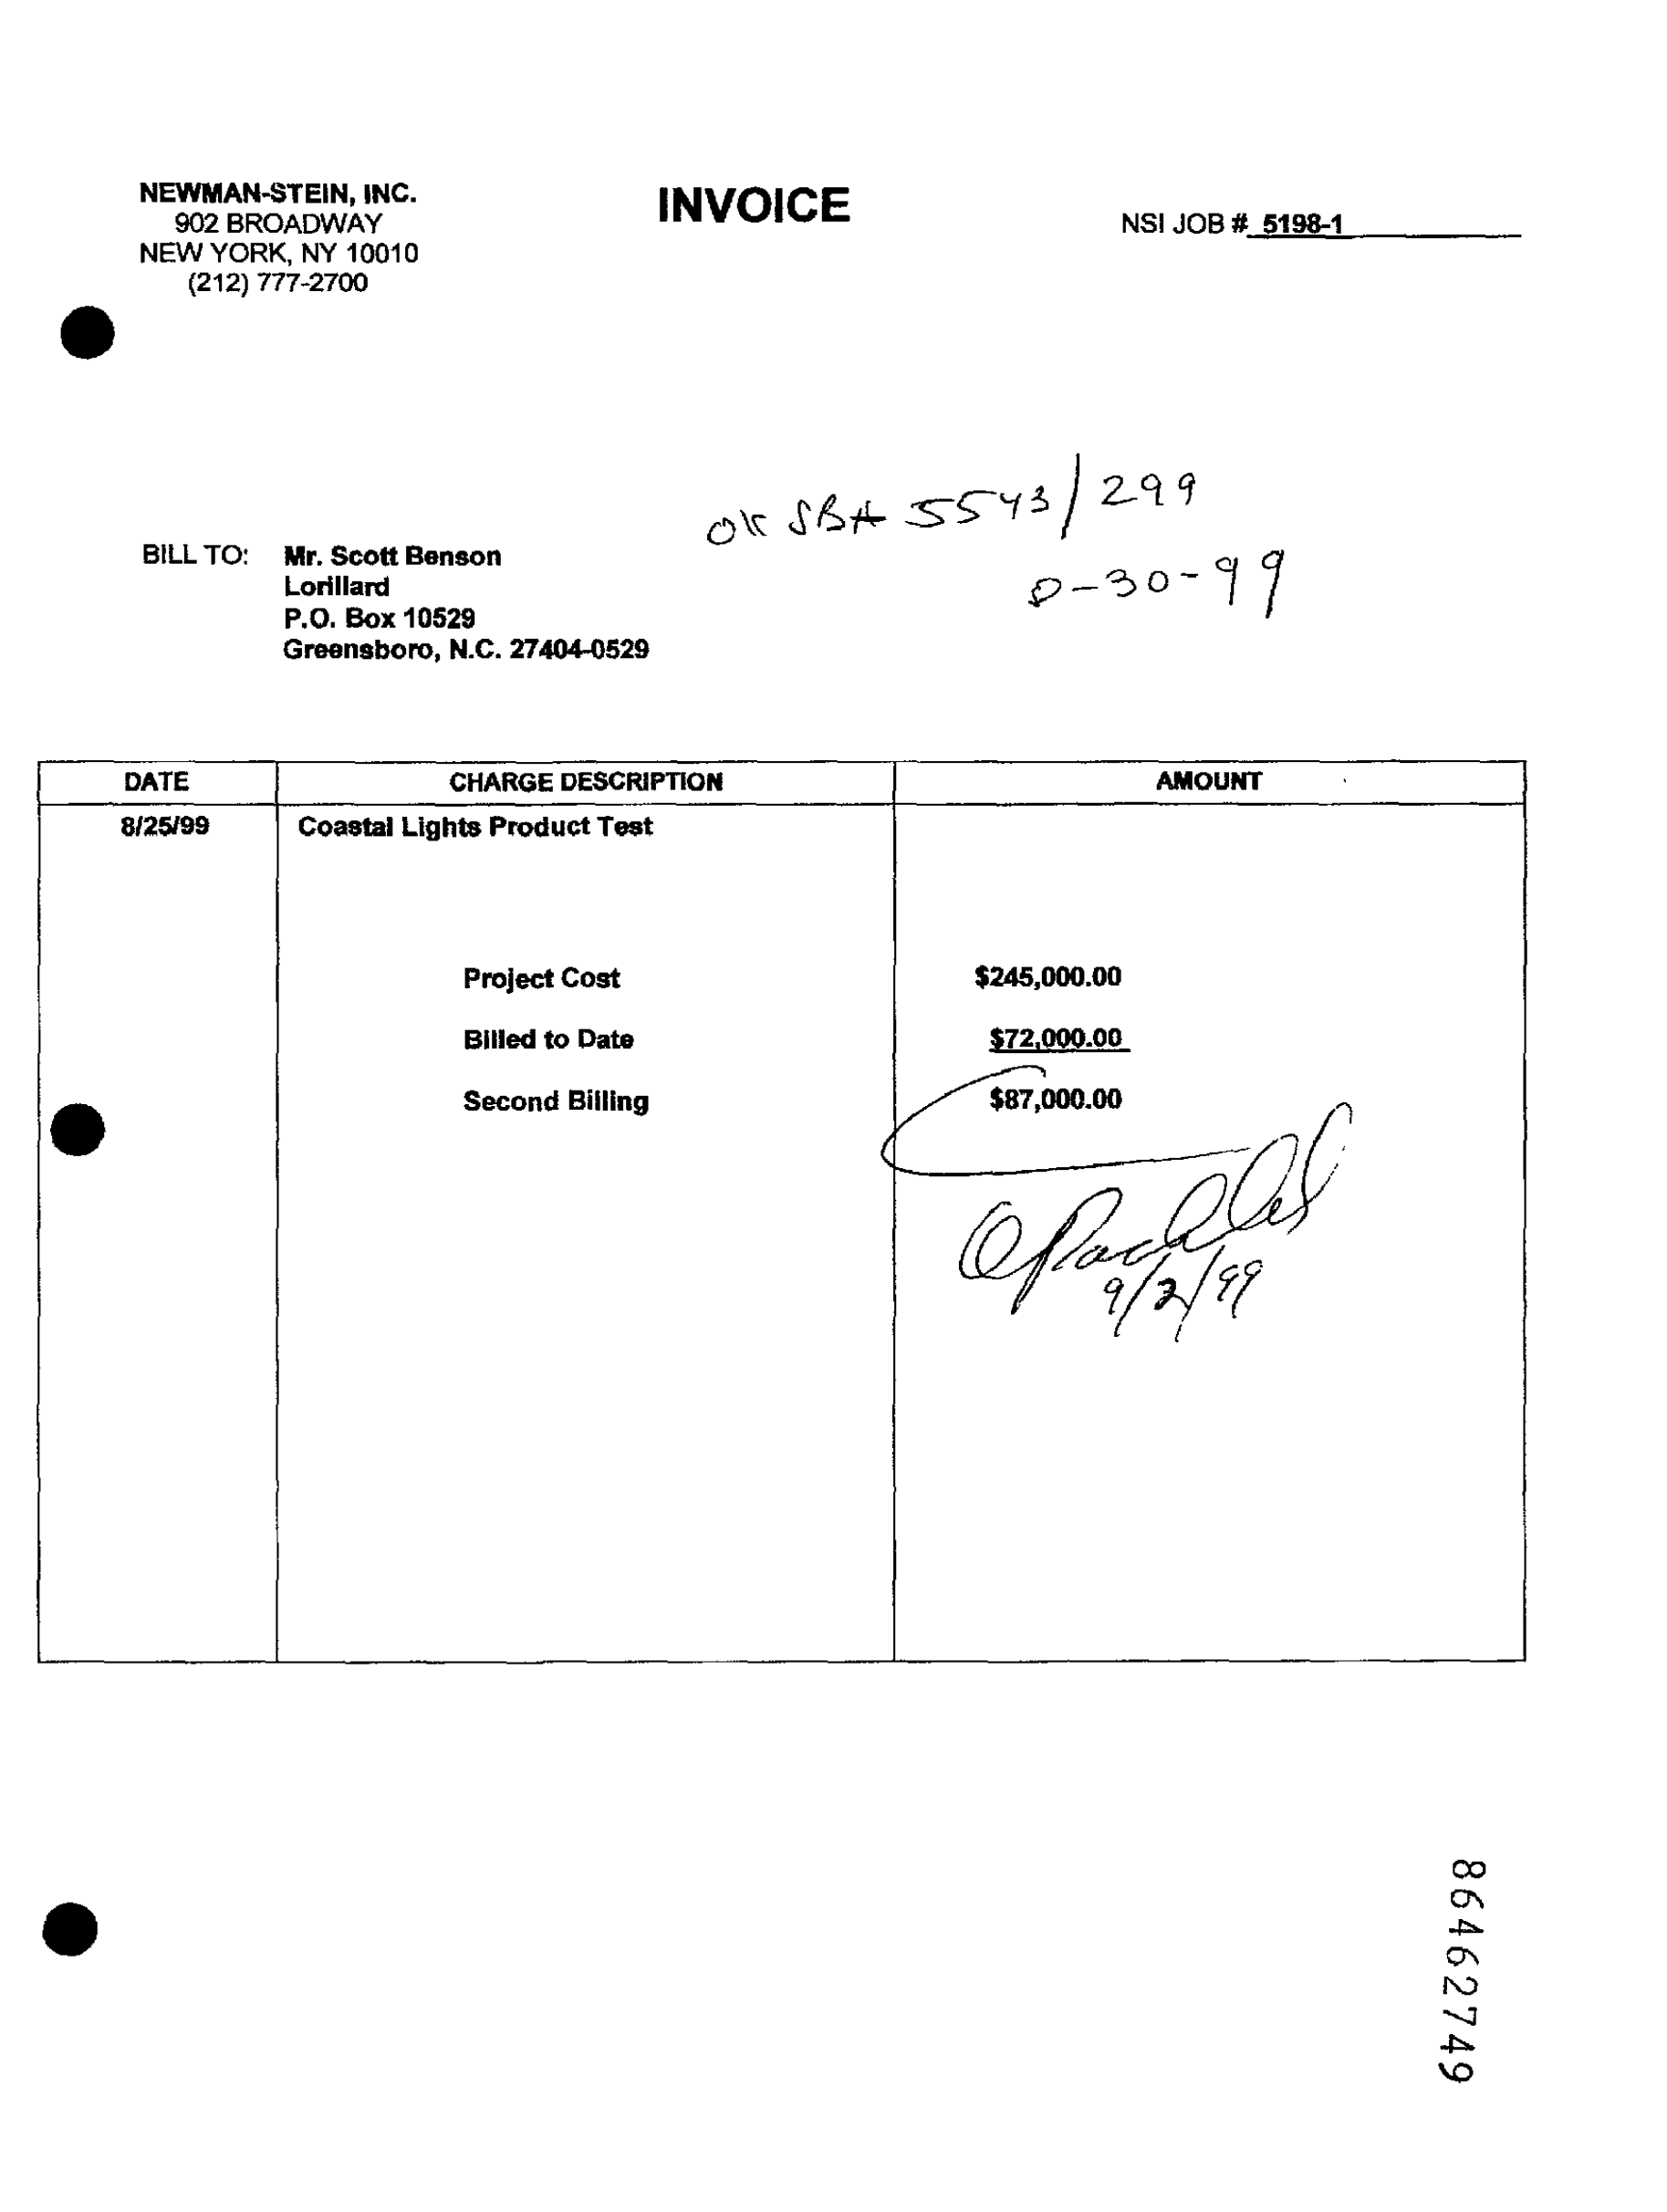 NEWMAN-STEIN, INC.
902 BROADWAY
NEW YORK, NY 10010
(212) 777-2700
INVOICE
NSI JOB # 5198-1
OK SBA 5543/299
8-30-99
BILL TO: Mr. Scott Benson
Lorillard
P.O. Box 10529
Greensboro, N.C. 27404-0529
DATE CHARGE DESCRIPTION AMOUNT
8/25/99 Coastal Lights Product Test
Project Cost $245,000.00
Billed to Date $72,000.00
Second Billing $87,000.00
9/2/99
86462749